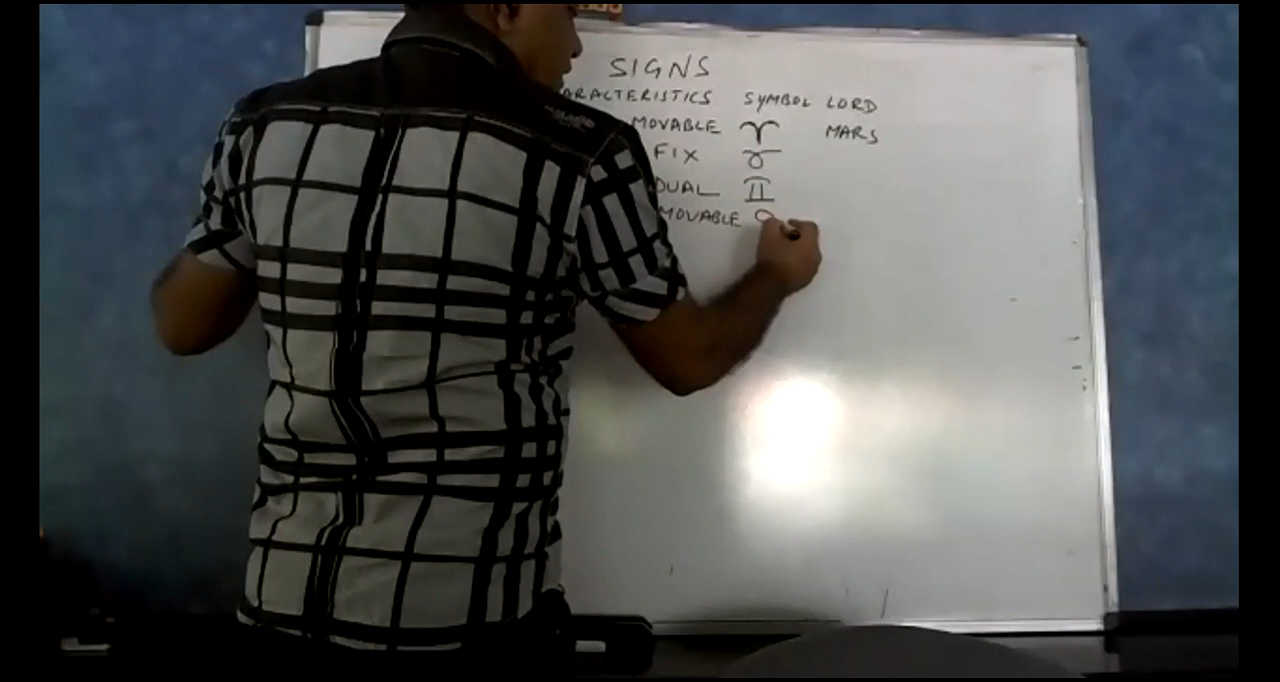 SIGNS
ARACTERISTICS SYMBOL LORD
MOVABLE ♈ MARS
FIX ♉
DUAL ♊
MOVABLE